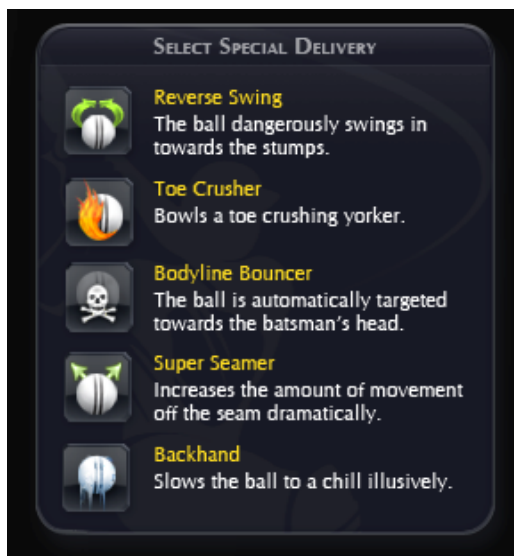 Select Special Delivery
Reverse Swing
The ball dangerously swings in
towards the stumps.
Toe Crusher
Bowls a toe crushing yorker.
Bodyline Bouncer
The ball is automatically targeted
towards the batsman's head.
Super Seamer
Increases the amount of movement
off the seam dramatically.
Backhand
Slows the ball to a chill illusively.